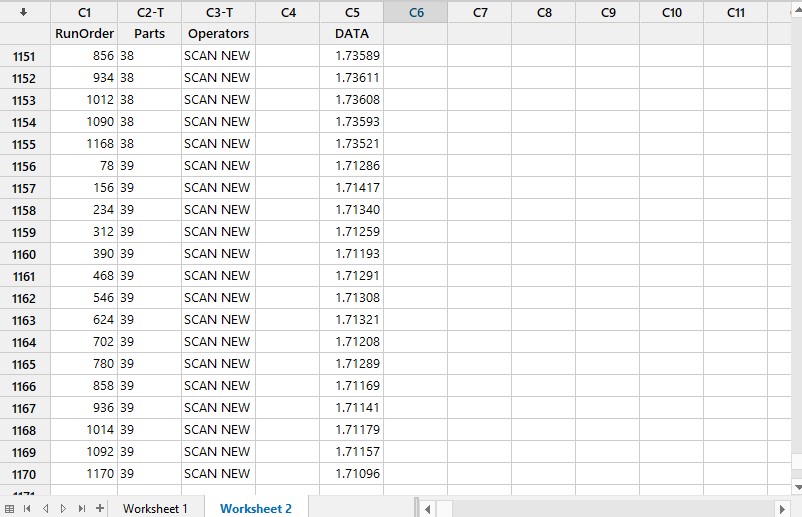 C1 C2-T C3-T C4 C5 C6 C7 C8 C9 C10 C11
RunOrder Parts Operators DATA
1151 856 38 SCAN NEW 1.73589
1152 934 38 SCAN NEW 1.73611
1153 1012 38 SCAN NEW 1.73608
1154 1090 38 SCAN NEW 1.73593
1155 1168 38 SCAN NEW 1.73521
1156 78 39 SCAN NEW 1.71286
1157 156 39 SCAN NEW 1.71417
1158 234 39 SCAN NEW 1.71340
1159 312 39 SCAN NEW 1.71259
1160 390 39 SCAN NEW 1.71193
1161 468 39 SCAN NEW 1.71291
1162 546 39 SCAN NEW 1.71308
1163 624 39 SCAN NEW 1.71321
1164 702 39 SCAN NEW 1.71208
1165 780 39 SCAN NEW 1.71289
1166 858 39 SCAN NEW 1.71169
1167 936 39 SCAN NEW 1.71141
1168 1014 39 SCAN NEW 1.71179
1169 1092 39 SCAN NEW 1.71157
1170 1170 39 SCAN NEW 1.71096
Worksheet 1 Worksheet 2